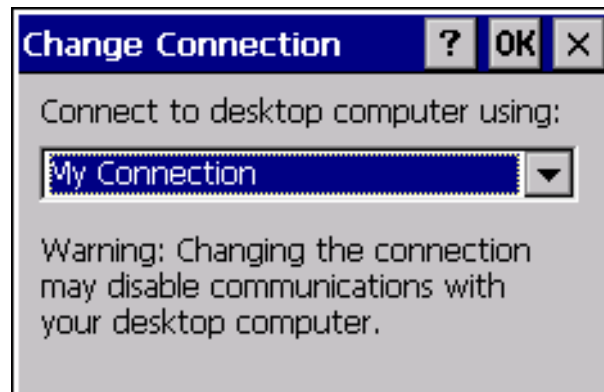 Change Connection ? OK ×
Connect to desktop computer using:
My Connection
Warning: Changing the connection
may disable communications with
your desktop computer.